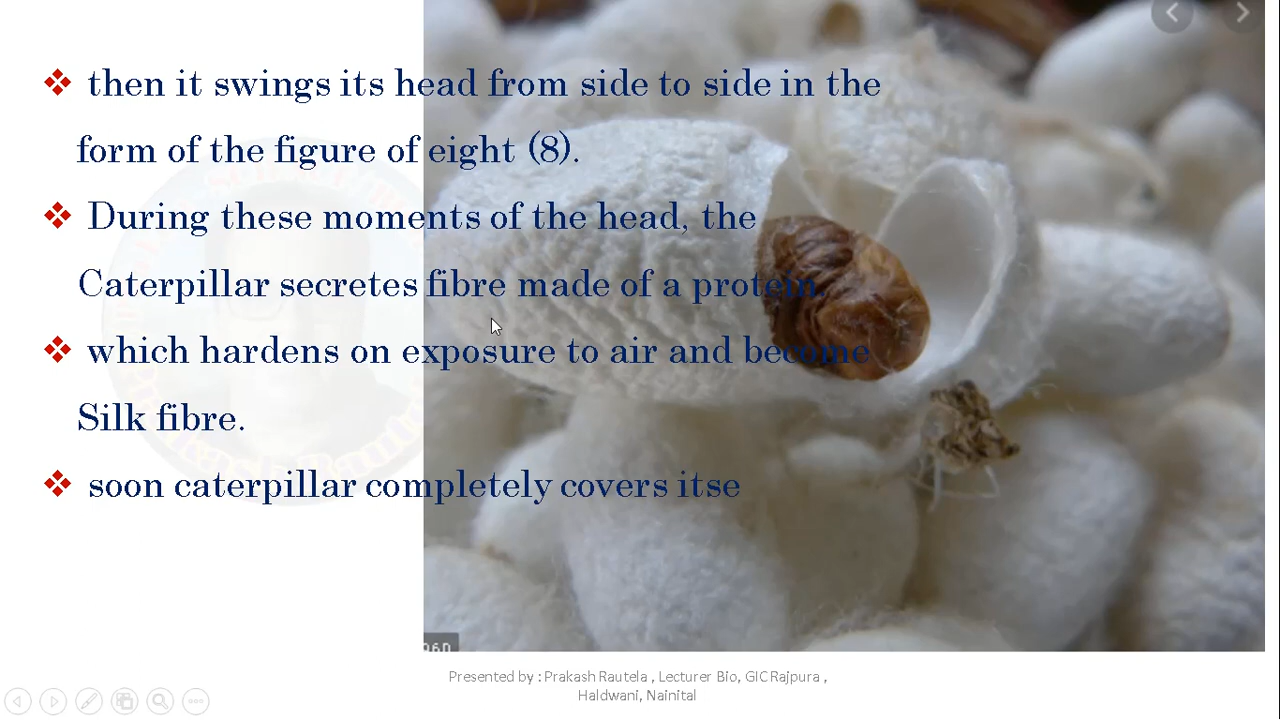 ❖ then it swings its head from side to side in the
form of the figure of eight (8).
❖ During these moments of the head, the
Caterpillar secretes fibre made of a protein.
❖ which hardens on exposure to air and become
Silk fibre.
❖ soon caterpillar completely covers itse
Presented by : Prakash Rautela , Lecturer Bio, GIC Rajpura ,
Haldwani, Nainital